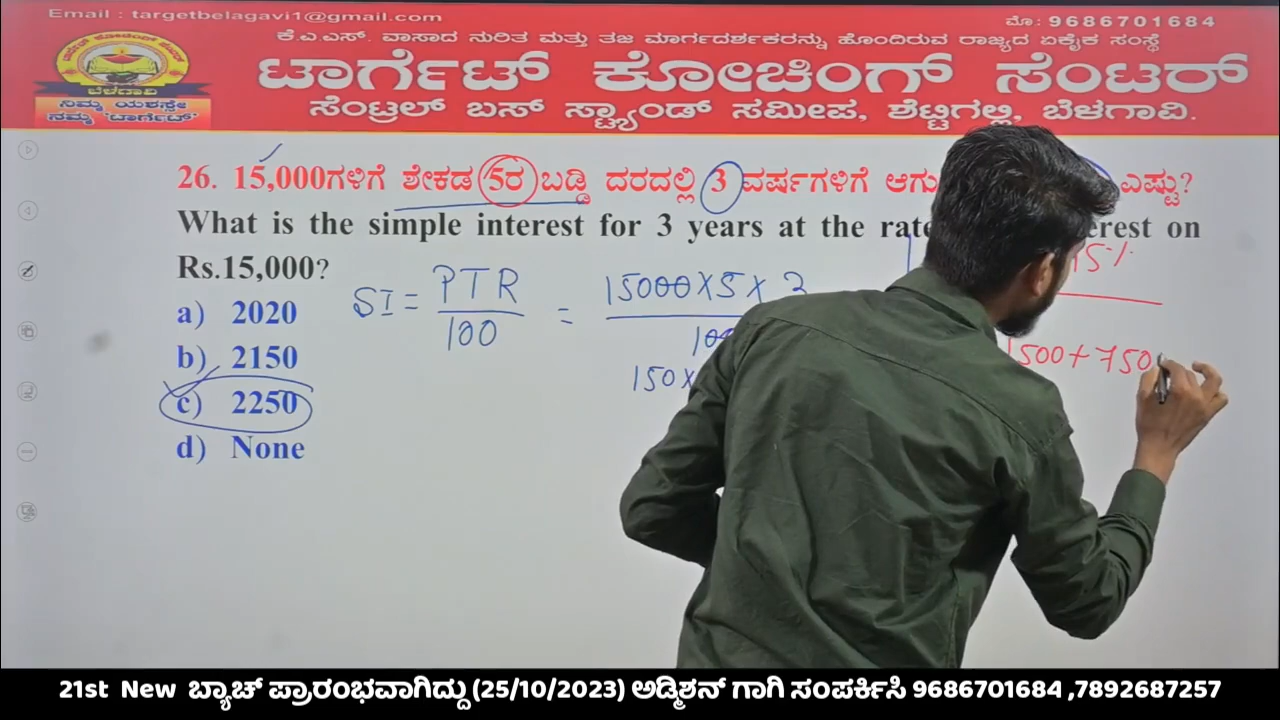 Email : targetbelagavi1@gmail.com
ಮೊ: 9686701684
ಕೆ.ಎ.ಎಸ್. ಪಾಸಾದ ನುರಿತ ಮತ್ತು ತಜ್ಞ ಮಾರ್ಗದರ್ಶಕರನ್ನು ಹೊಂದಿರುವ ರಾಜ್ಯದ ಏಕೈಕ ಸಂಸ್ಥೆ
ಟಾರ್ಗೆಟ್ ಕೋಚಿಂಗ್ ಸೆಂಟರ್
ಸೆಂಟ್ರಲ್ ಬಸ್ ಸ್ಟ್ಯಾಂಡ್ ಸಮೀಪ, ಶೆಟ್ಟಿಗಲ್ಲಿ, ಬೆಳಗಾವಿ.
ಬೆಳಗಾವಿ
ನಿಮ್ಮ ಯಶಸ್ಸೇ
ನಮ್ಮ 'ಟಾರ್ಗೆಟ್'
26. 15,000ಗಳಿಗೆ ಶೇಕಡ 5ರ ಬಡ್ಡಿ ದರದಲ್ಲಿ 3 ವರ್ಷಗಳಿಗೆ ಎಷ್ಟು?
What is the simple interest for 3 years at the on
Rs.15,000?
a) 2020
b) 2150
c) 2250
d) None
SI = PTR / 100 = 15000 x 5 x 3
150 x
15%
1500 + 750
21st New ಬ್ಯಾಚ್ ಪ್ರಾರಂಭವಾಗಿದ್ದು (25/10/2023) ಅಡ್ಮಿಶನ್ ಗಾಗಿ ಸಂಪರ್ಕಿಸಿ 9686701684 ,7892687257